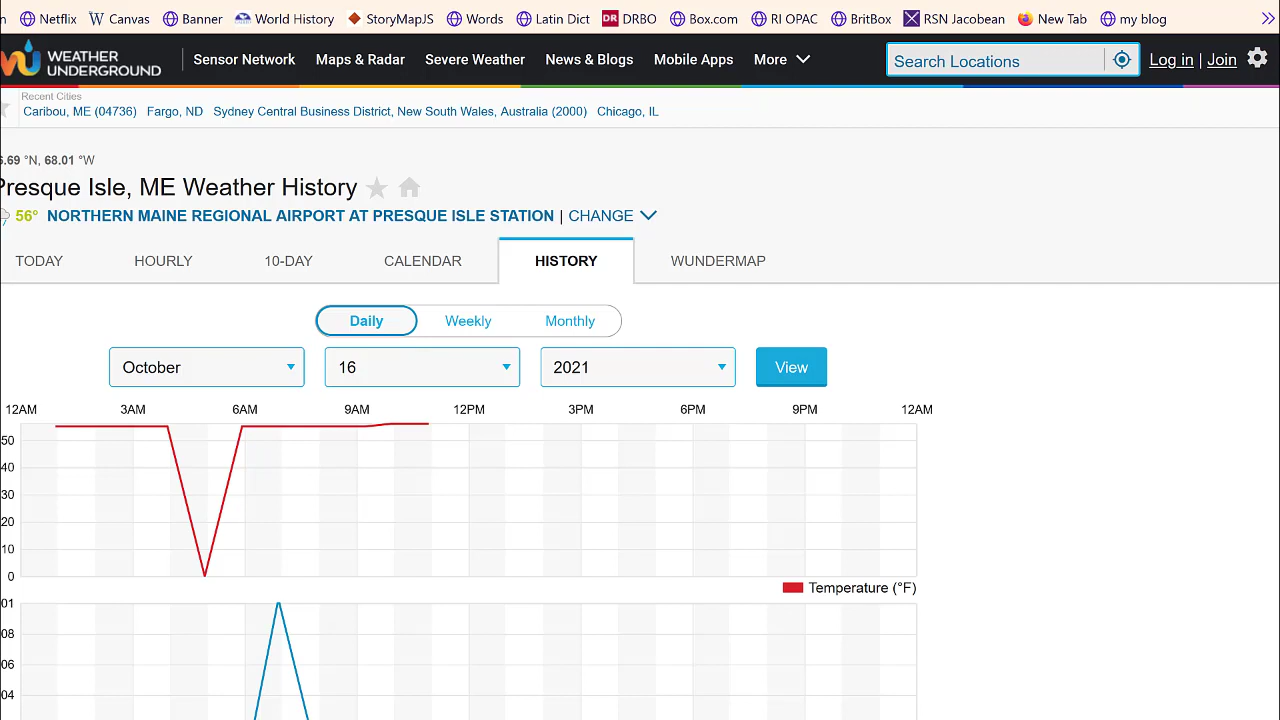 Netflix Canvas Banner World History StoryMapJS Words Latin Dict DR DRBO Box.com RI OPAC BritBox RSN Jacobean New Tab my blog
WEATHER UNDERGROUND Sensor Network Maps & Radar Severe Weather News & Blogs Mobile Apps More Search Locations Log in | Join
Recent Cities
Caribou, ME (04736) Fargo, ND Sydney Central Business District, New South Wales, Australia (2000) Chicago, IL
6.69 °N, 68.01 °W
Presque Isle, ME Weather History
56° NORTHERN MAINE REGIONAL AIRPORT AT PRESQUE ISLE STATION | CHANGE
TODAY HOURLY 10-DAY CALENDAR HISTORY WUNDERMAP
Daily Weekly Monthly
October 16 2021 View
12AM 3AM 6AM 9AM 12PM 3PM 6PM 9PM 12AM
50
40
30
20
10
0
Temperature (°F)
01
08
06
04